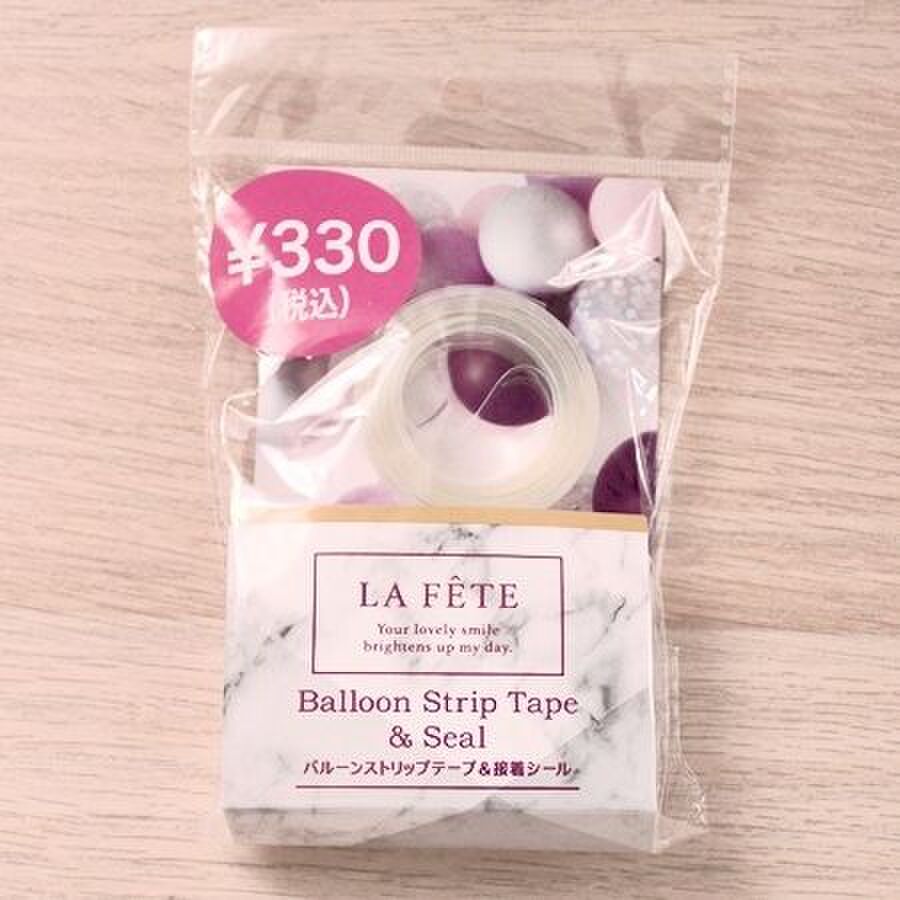 ¥330
(税込)
LA FÊTE
Your lovely smile
brightens up my day.
Balloon Strip Tape
& Seal
バルーンストリップテープ&接着シール